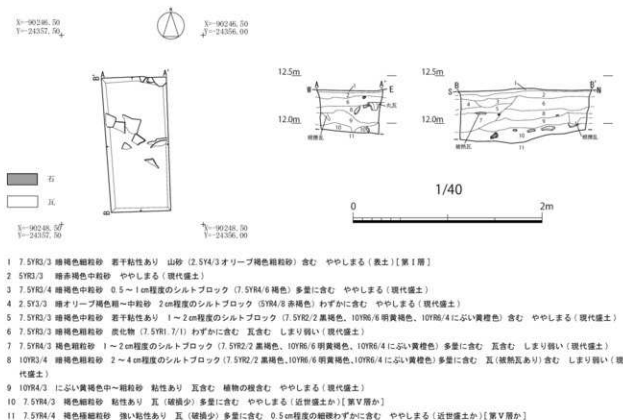 X=-90246.50
Y=-24357.50
X=-90246.50
Y=-24356.00
N
B' A A'
B
石
瓦
X=-90248.50
Y=-24357.50
X=-90248.50
Y=-24356.00
12.5m
12.0m
A A'
E
丸瓦
12.5m
12.0m
B B'
S
破熱瓦
1/40
0 2m
1 7.5YR3/3 暗褐色細粒砂 若干粘性あり 山砂 (2.5Y4/3 オリーブ褐色粗粒砂) 含む ややしまる (表土) [第Ⅰ層]
2 5YR3/3 暗赤褐色中粒砂 ややしまる (現代盛土)
3 7.5YR3/4 暗褐色中粒砂 0.5～1cm程度のシルトブロック (7.5YR4/6 褐色) 多量に含む ややしまる (現代盛土)
4 2.5Y3/3 暗オリーブ褐色細～中粒砂 2cm程度のシルトブロック (5YR4/8 赤褐色) わずかに含む ややしまる (現代盛土)
5 7.5YR3/3 暗褐色中粒砂 若干粘性あり 1～2cm程度のシルトブロック (7.5YR2/2 黒褐色、10YR6/6 明黄褐色、10YR6/4 にぶい黄橙色) 含む ややしまる (現代盛土)
6 7.5YR3/3 暗褐色細粒砂 炭化物 (7.5YR1.7/1) わずかに含む 瓦含む しまり弱い (現代盛土)
7 7.5YR4/3 褐色粗粒砂 1～2cm程度のシルトブロック (7.5YR2/2 黒褐色、10YR6/6 明黄褐色、10YR6/4 にぶい黄橙色) 多量に含む 瓦含む しまり弱い (現代盛土)
8 10YR3/4 暗褐色粗粒砂 2～4cm程度のシルトブロック (7.5YR2/2 黒褐色、10YR6/6 明黄褐色、10YR6/4 にぶい黄橙色) 多量に含む 瓦 (被熱瓦あり) 含む しまり弱い (現
代盛土)
9 10YR4/3 にぶい黄褐色中～細粒砂 粘性あり 瓦含む 植物の根含む ややしまる (現代盛土)
10 7.5YR4/3 褐色細粒砂 粘性あり 瓦 (破損少) 多量に含む ややしまる (近世盛土か) [第Ⅴ層か]
11 7.5YR4/4 褐色極細粒砂 強い粘性あり 瓦 (破損少) 多量に含む 0.5cm程度の細礫わずかに含む ややしまる (近世盛土か) [第Ⅴ層か]